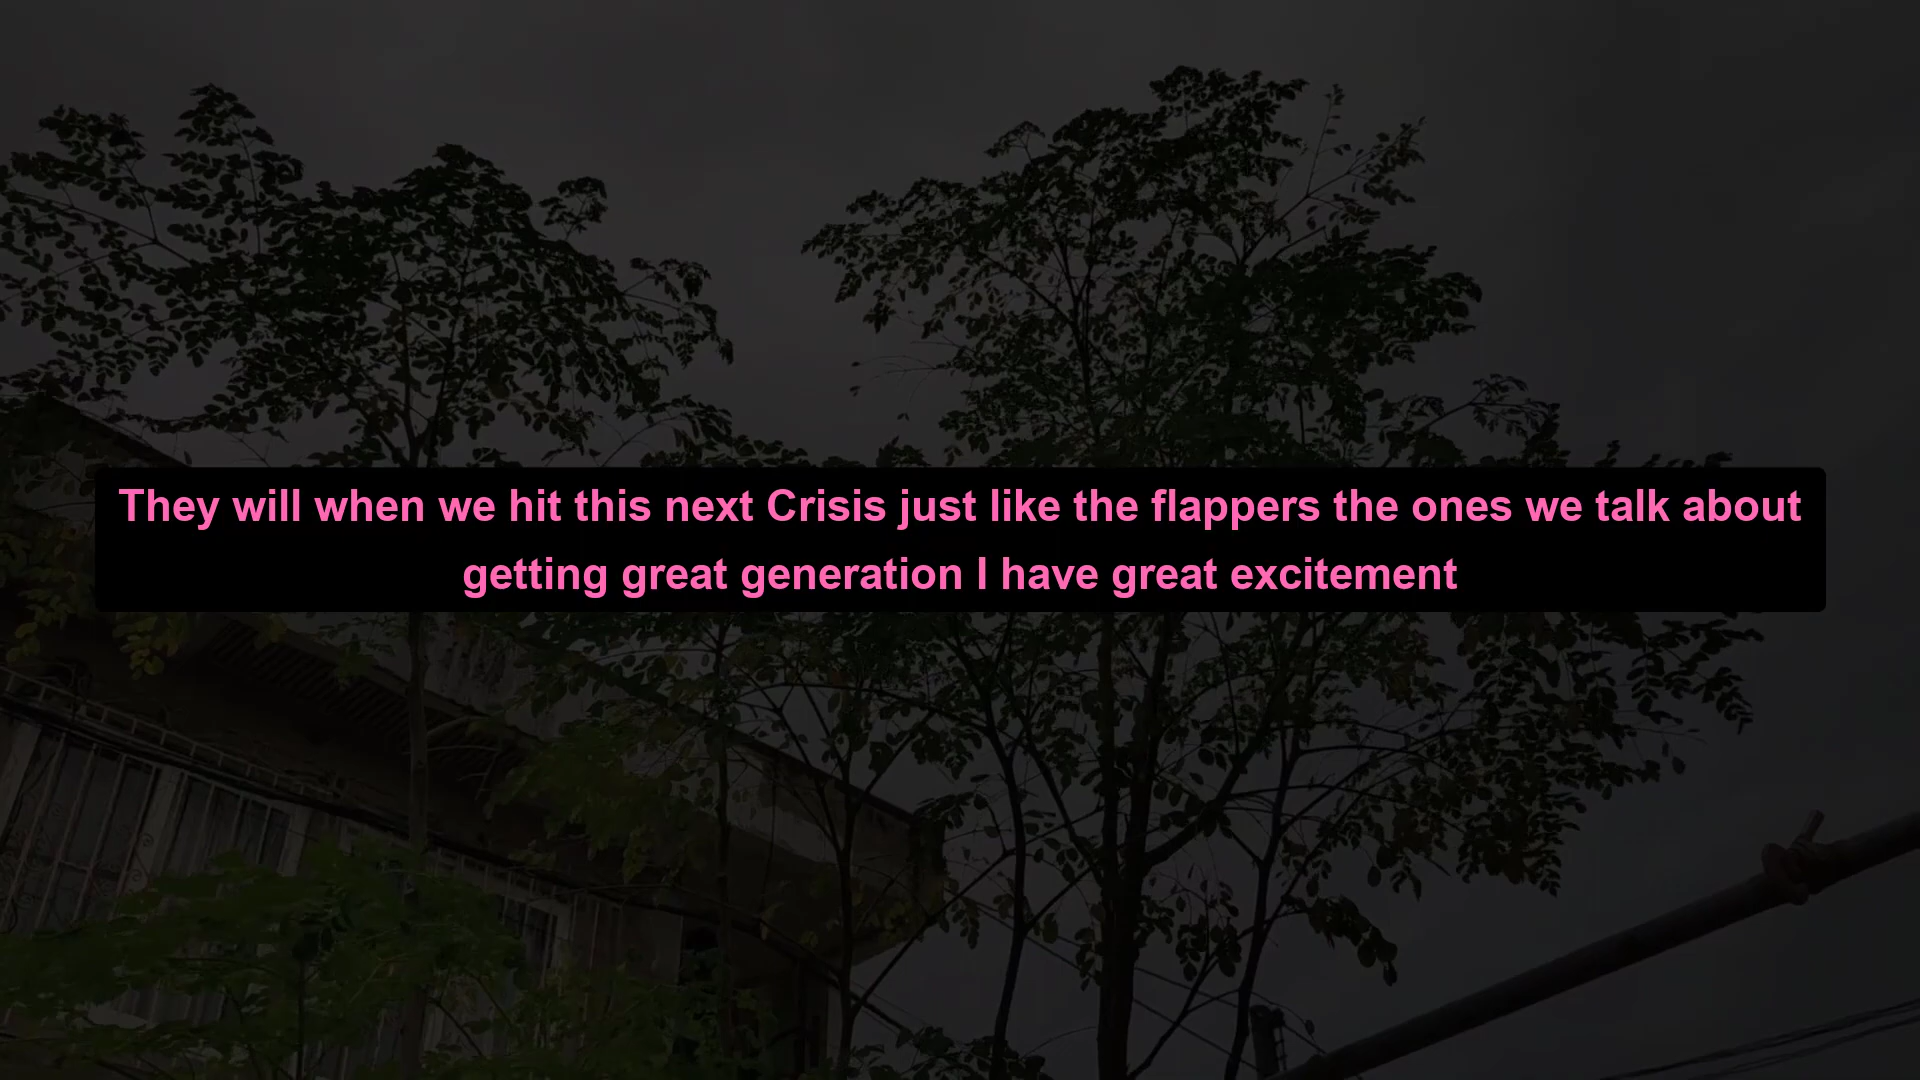 They will when we hit this next Crisis just like the flappers the ones we talk about
getting great generation I have great excitement